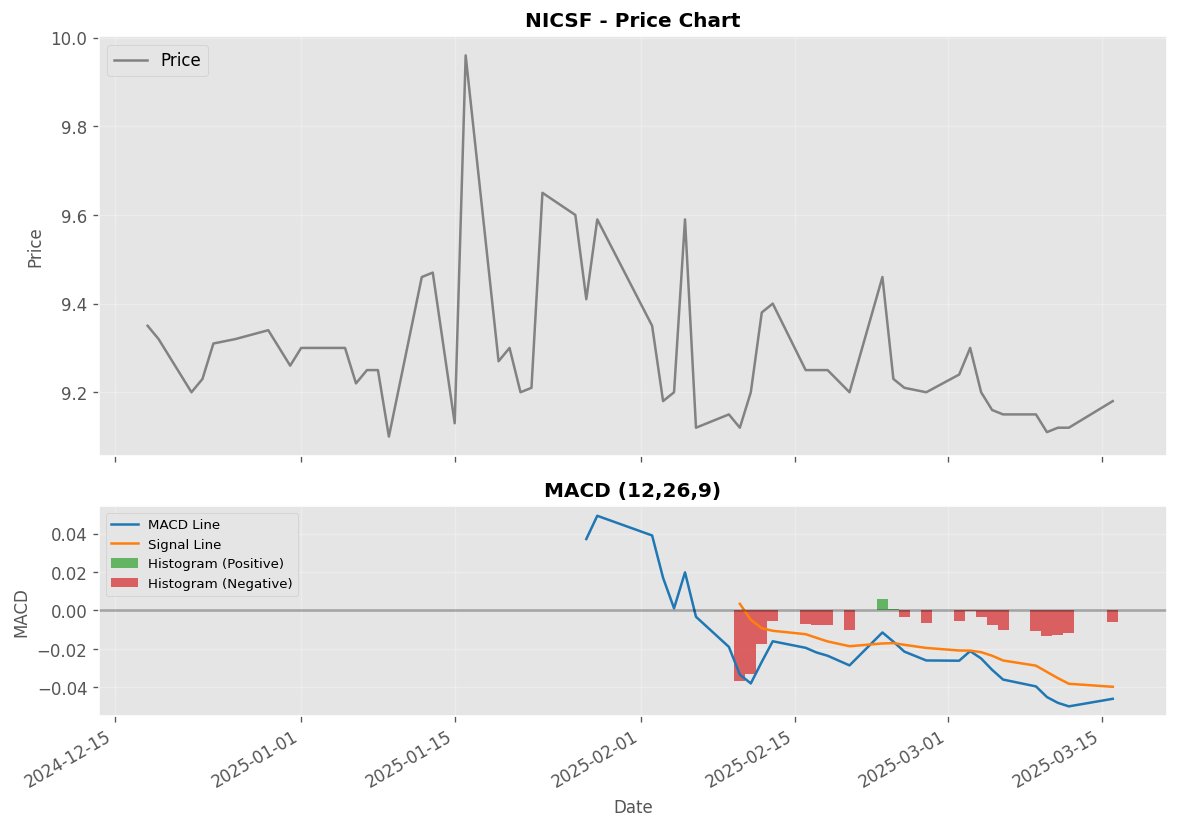 NICSF - Price Chart
Price
10.0
9.8
9.6
9.4
9.2
Price
MACD (12,26,9)
MACD Line
Signal Line
Histogram (Positive)
Histogram (Negative)
0.04
0.02
0.00
−0.02
−0.04
MACD
2024-12-15
2025-01-01
2025-01-15
2025-02-01
2025-02-15
2025-03-01
2025-03-15
Date